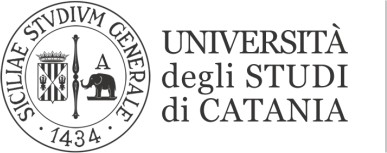 SICILIAE STVDIVM GENERALE
· 1434 ·
A
UNIVERSITÀ
degli STUDI
di CATANIA